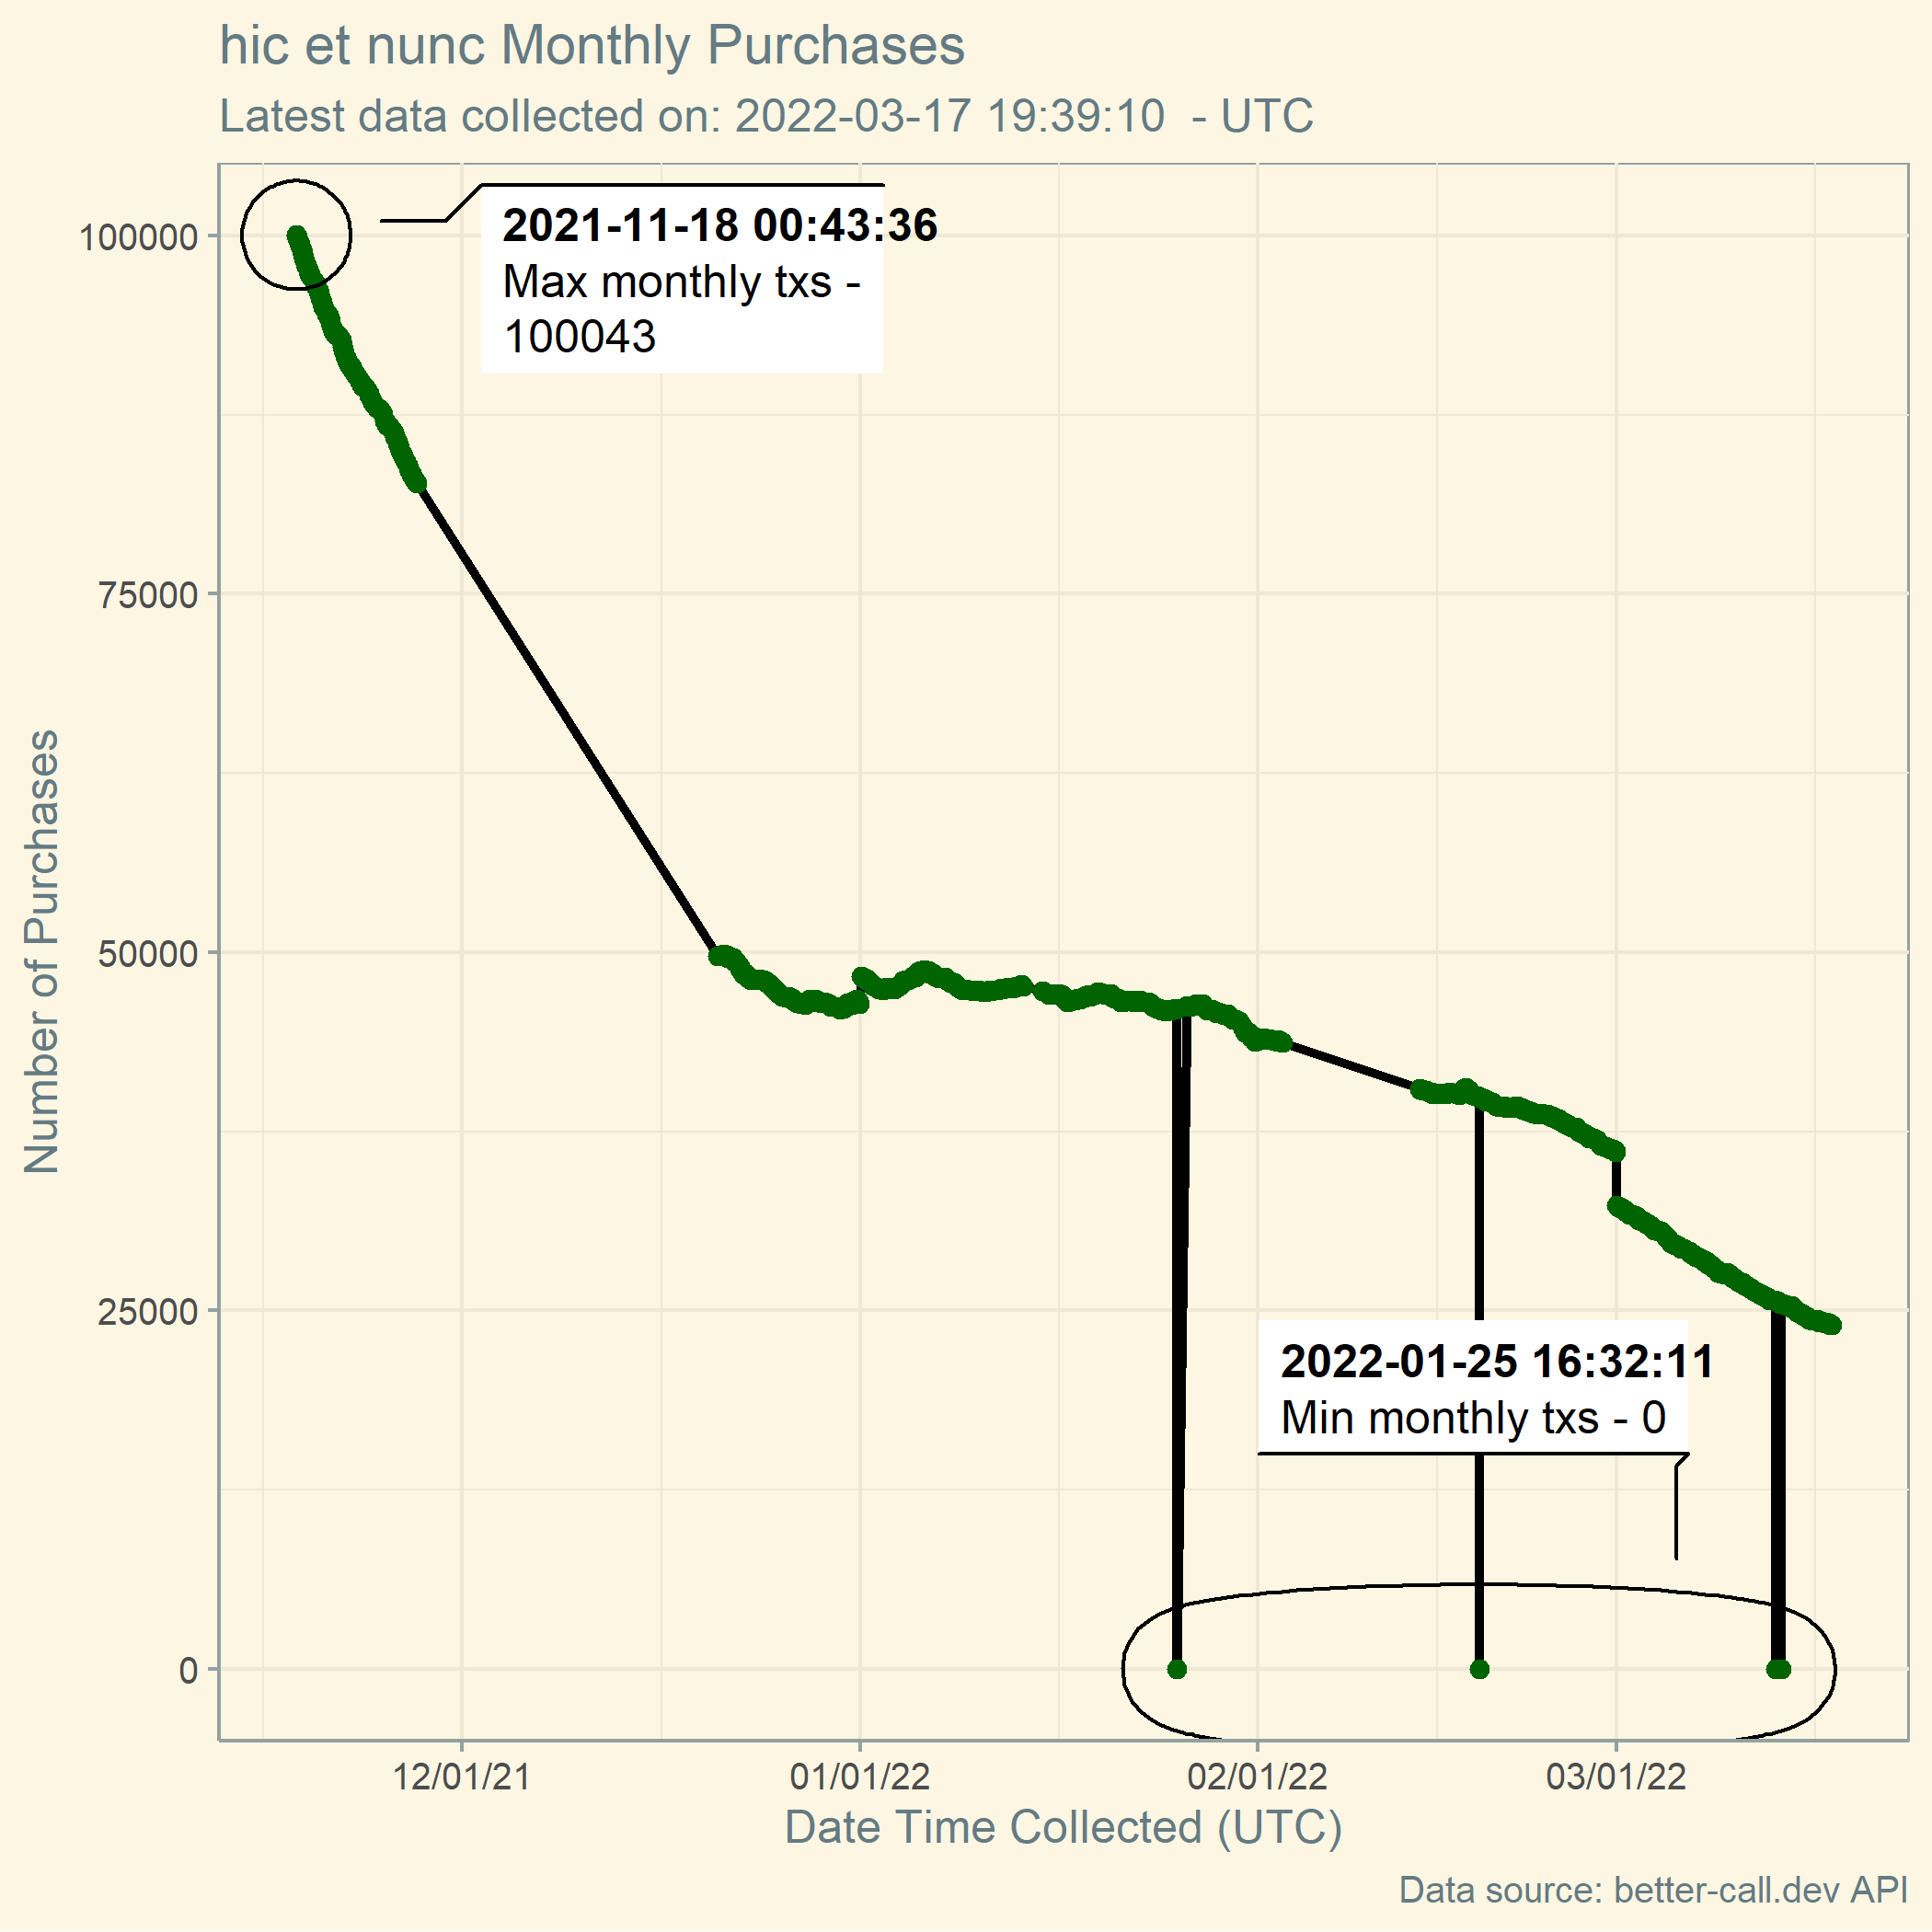 hic et nunc Monthly Purchases
Latest data collected on: 2022-03-17 19:39:10  - UTC
2021-11-18 00:43:36
Max monthly txs -
100043
100000
75000
50000
25000
0
Number of Purchases
2022-01-25 16:32:11
Min monthly txs - 0
12/01/21
01/01/22
02/01/22
03/01/22
Date Time Collected (UTC)
Data source: better-call.dev API